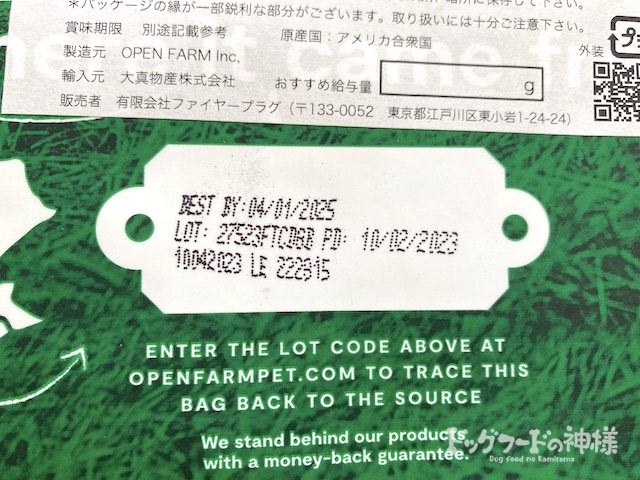 *パッケージの縁が一部鋭利な部分がございます。取り扱いには十分ご注意下さい。
賞味期限 別途記載参考 原産国：アメリカ合衆国
製造元 OPEN FARM Inc.
外装
プラ
輸入元 大真物産株式会社 おすすめ給与量 g
販売者 有限会社ファイヤープラグ（〒133-0052 東京都江戸川区東小岩1-24-24）
BEST BY:04/01/2025
LOT: 27523FTC06D PD: 10/02/2023
10042023 LE 222815
ENTER THE LOT CODE ABOVE AT
OPENFARMPET.COM TO TRACE THIS
BAG BACK TO THE SOURCE
We stand behind our products
with a money-back guarantee.
ドッグフードの神様
Dog food no Kamisama